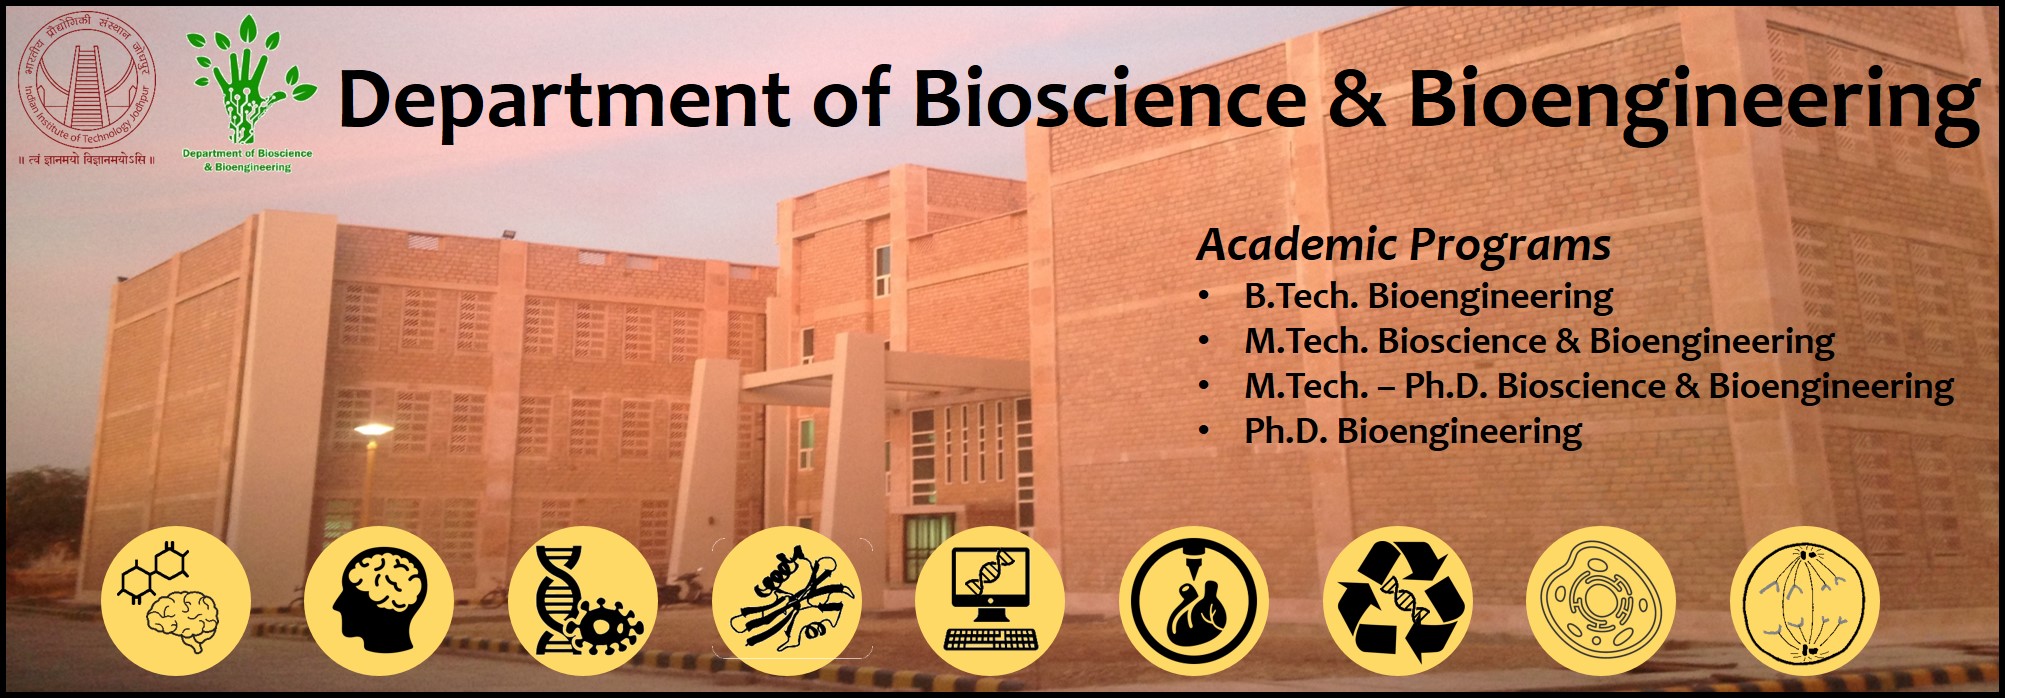 भारतीय प्रौद्योगिकी संस्थान जोधपुर
Indian Institute of Technology Jodhpur
॥ त्वं ज्ञानमयो विज्ञानमयोऽसि ॥
Department of Bioscience
& Bioengineering
Department of Bioscience & Bioengineering
Academic Programs
• B.Tech. Bioengineering
• M.Tech. Bioscience & Bioengineering
• M.Tech. – Ph.D. Bioscience & Bioengineering
• Ph.D. Bioengineering